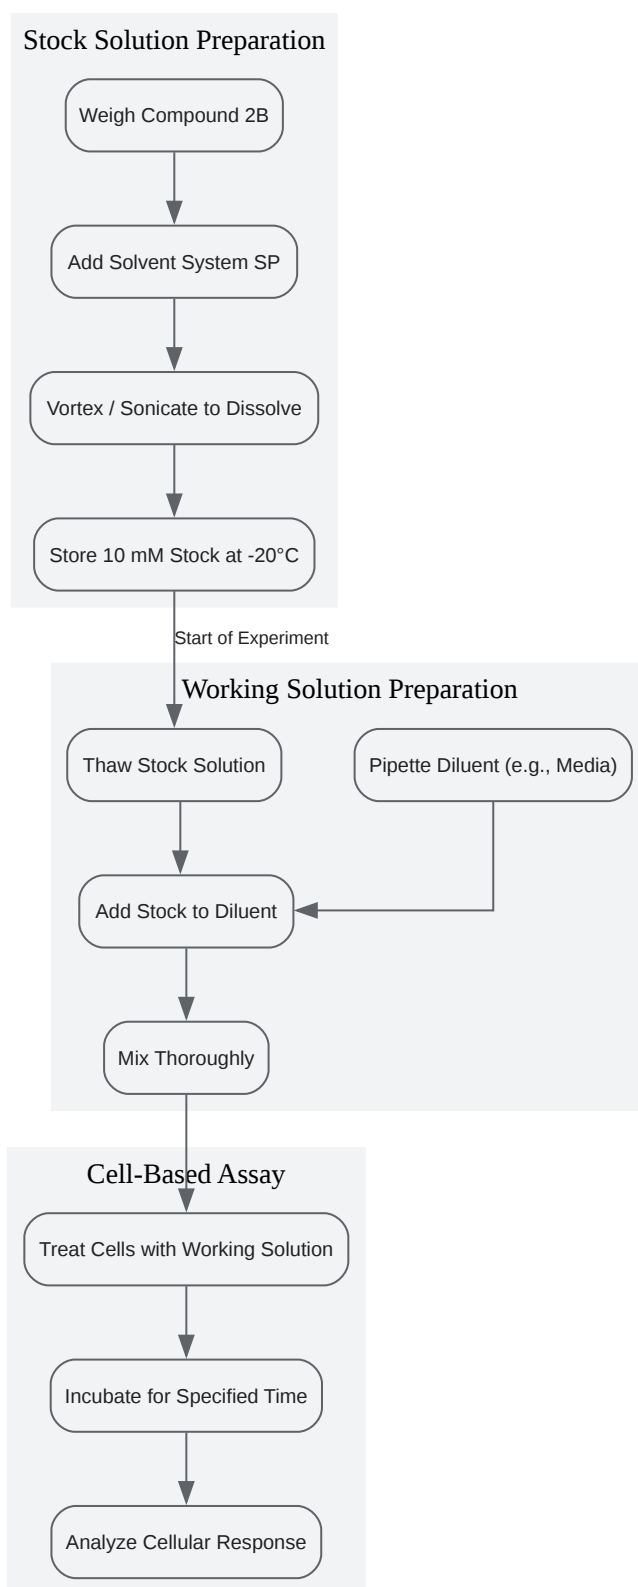 Stock Solution Preparation
Weigh Compound 2B
Add Solvent System SP
Vortex / Sonicate to Dissolve
Store 10 mM Stock at -20°C
Start of Experiment
Working Solution Preparation
Thaw Stock Solution
Pipette Diluent (e.g., Media)
Add Stock to Diluent
Mix Thoroughly
Cell-Based Assay
Treat Cells with Working Solution
Incubate for Specified Time
Analyze Cellular Response